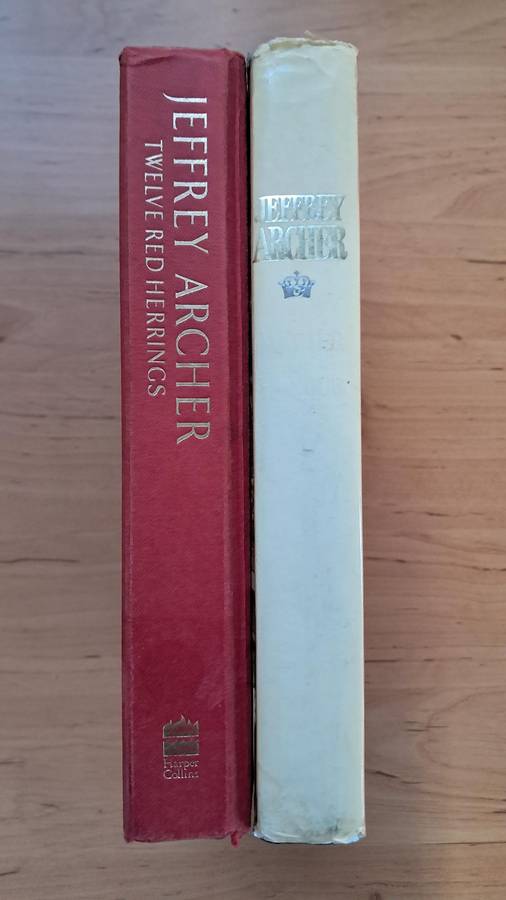 JEFFREY ARCHER
TWELVE RED HERRINGS
Harper
Collins
JEFFREY
ARCHER